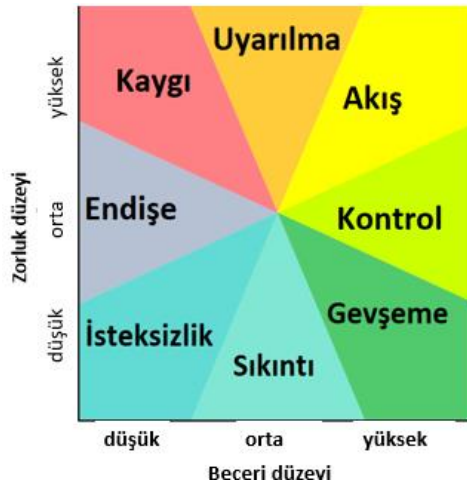 Uyarılma
Kaygı
Akış
Endişe
Kontrol
İsteksizlik
Sıkıntı
Gevşeme
Zorluk düzeyi
yüksek
orta
düşük
düşük
orta
yüksek
Beceri düzeyi